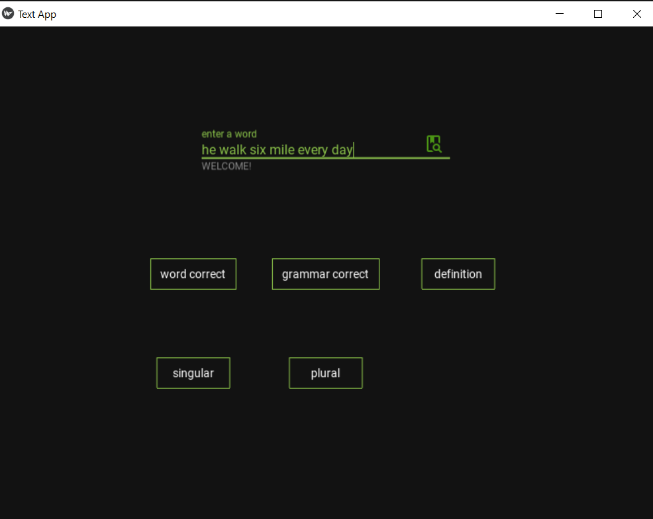 Text App
enter a word
he walk six mile every day
WELCOME!
word correct
grammar correct
definition
singular
plural